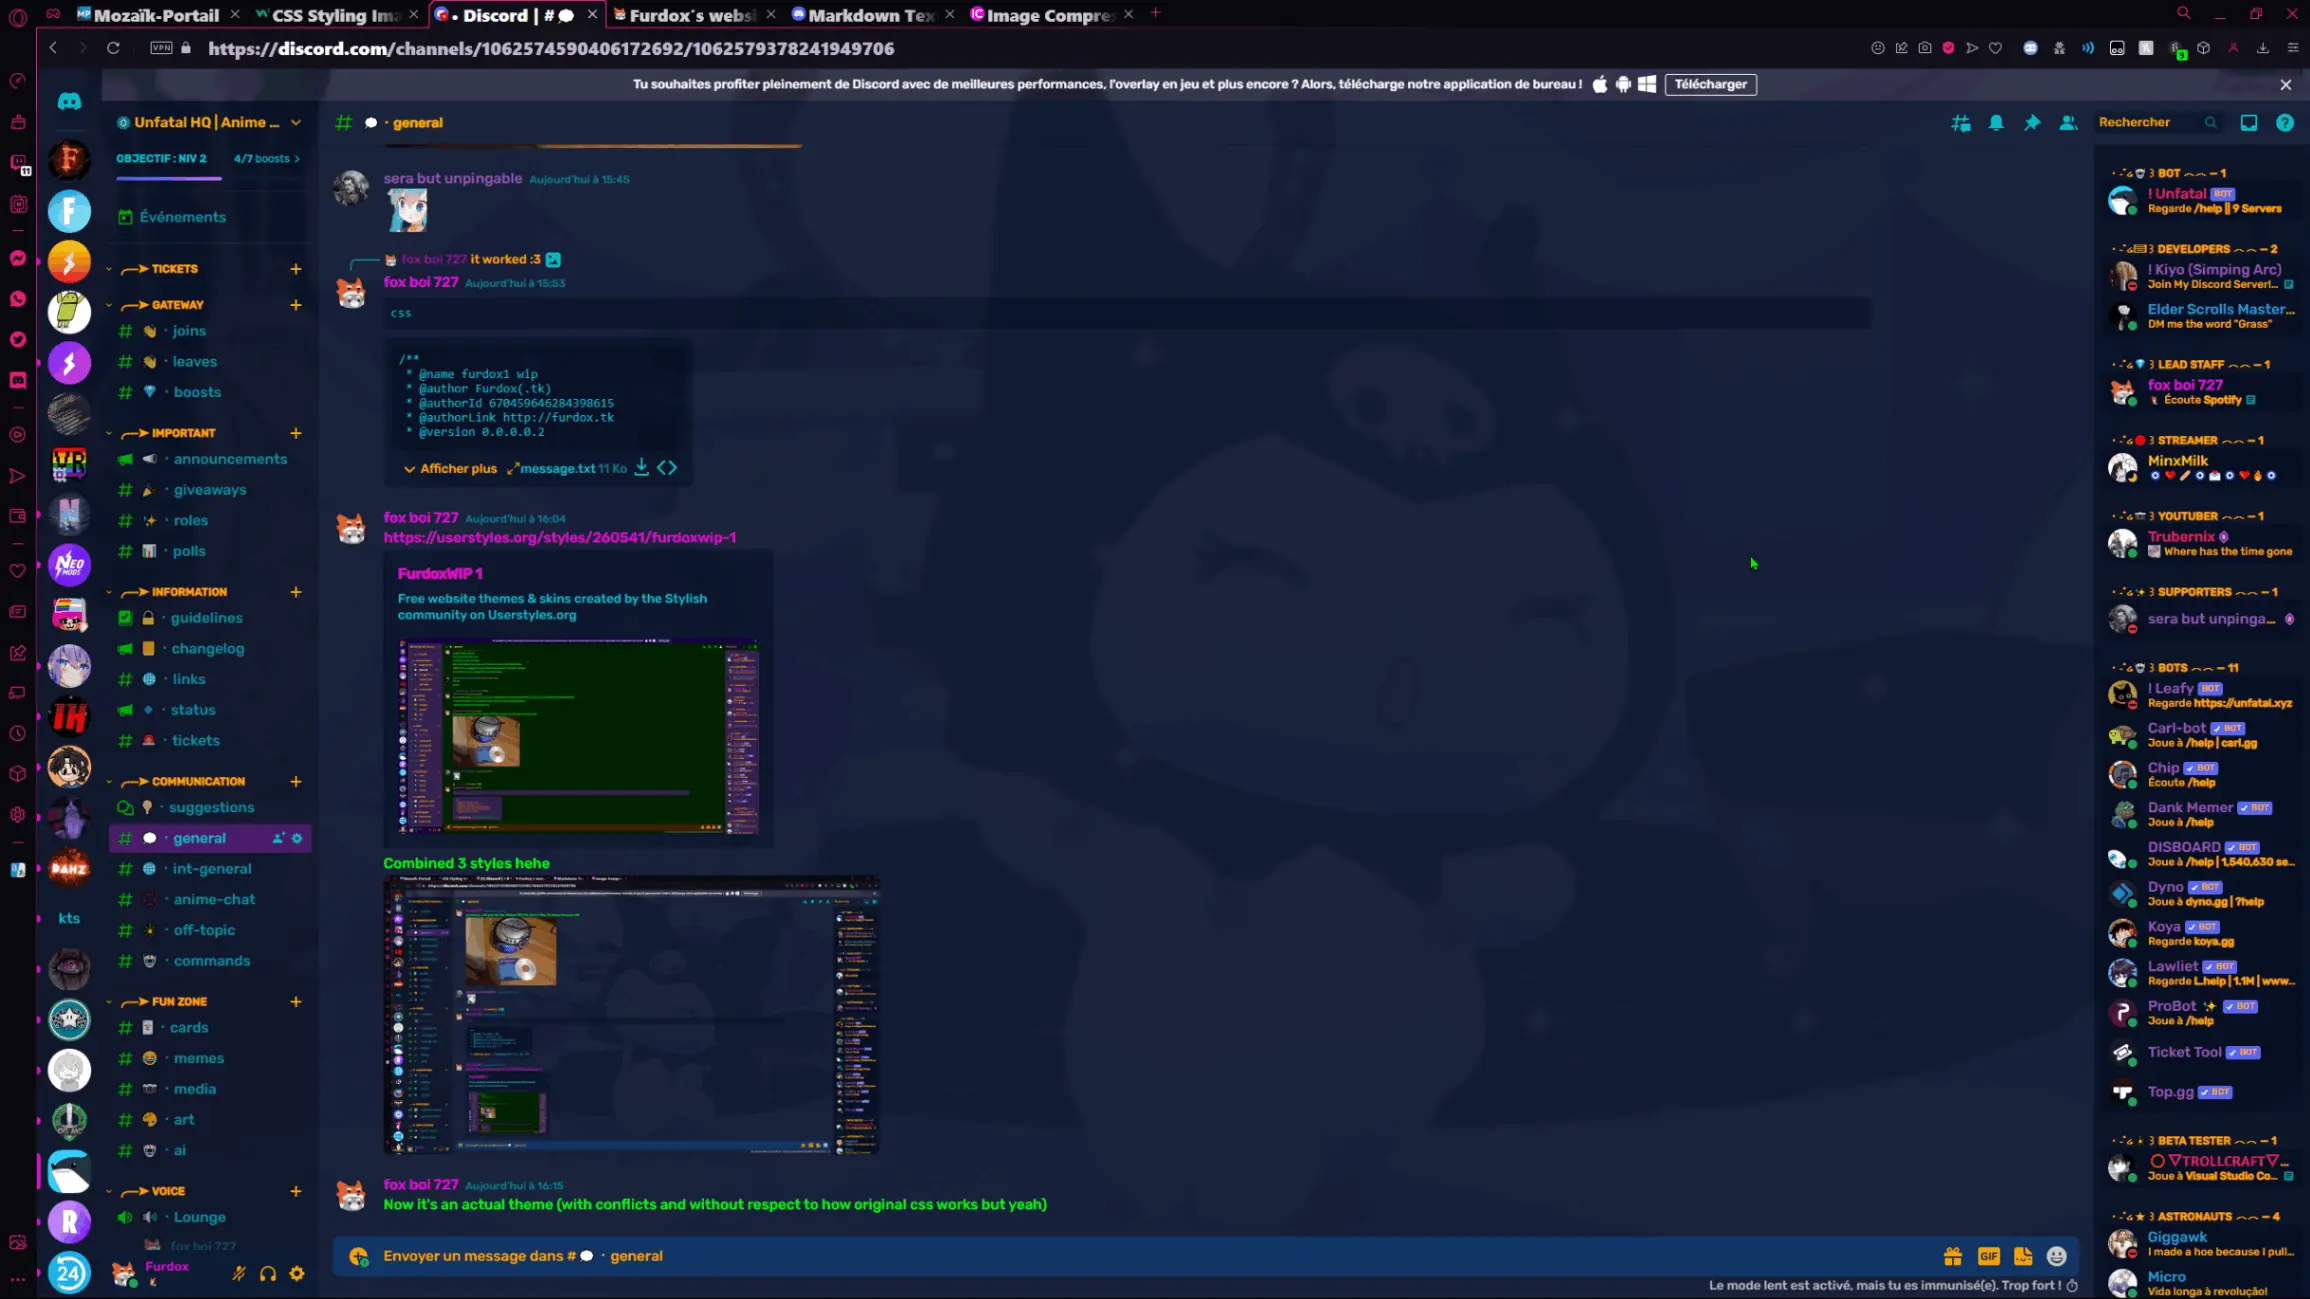 Mozaïk-Portail
CSS Styling Ima
• Discord | #
Furdox's websi
Markdown Tex
Image Compres
VPN
https://discord.com/channels/1062574590406172692/1062579378241949706
Tu souhaites profiter pleinement de Discord avec de meilleures performances, l'overlay en jeu et plus encore ? Alors, télécharge notre application de bureau !
Télécharger
Unfatal HQ | Anime ...
OBJECTIF : NIV 2
4/7 boosts
Événements
TICKETS
GATEWAY
joins
leaves
boosts
IMPORTANT
announcements
giveaways
roles
polls
INFORMATION
guidelines
changelog
links
status
tickets
COMMUNICATION
suggestions
general
int-general
anime-chat
off-topic
commands
FUN ZONE
cards
memes
media
art
ai
VOICE
Lounge
fox boi 727
Furdox
kts
24
general
Rechercher
sera but unpingable Aujourd'hui à 15:45
fox boi 727 it worked :3
fox boi 727 Aujourd'hui à 15:53
css
/**
* @name furdox1 wip
* @author Furdox(.tk)
* @authorId 670459646284398615
* @authorLink http://furdox.tk
* @version 0.0.0.0.2
Afficher plus message.txt 11 Ko
fox boi 727 Aujourd'hui à 16:04
https://userstyles.org/styles/260541/furdoxwip-1
FurdoxWIP 1
Free website themes & skins created by the Stylish
community on Userstyles.org
Combined 3 styles hehe
fox boi 727 Aujourd'hui à 16:15
Now it's an actual theme (with conflicts and without respect to how original css works but yeah)
Envoyer un message dans # · general
GIF
Le mode lent est activé, mais tu es immunisé(e). Trop fort !
BOT — 1
! Unfatal BOT
Regarde /help || 9 Servers
DEVELOPERS — 2
! Kiyo (Simping Arc)
Join My Discord Server!...
Elder Scrolls Master...
DM me the word "Grass"
LEAD STAFF — 1
fox boi 727
Écoute Spotify
STREAMER — 1
MinxMilk
YOUTUBER — 1
Trubernix
Where has the time gone
SUPPORTERS — 1
sera but unpinga...
BOTS — 11
! Leafy BOT
Regarde https://unfatal.xyz
Carl-bot BOT
Joue à /help | carl.gg
Chip BOT
Écoute /help
Dank Memer BOT
Joue à /help
DISBOARD BOT
Joue à /help | 1,540,630 se...
Dyno BOT
Joue à dyno.gg | ?help
Koya BOT
Regarde koya.gg
Lawliet BOT
Regarde L.help | 1.1M | www...
ProBot BOT
Joue à /help
Ticket Tool BOT
Top.gg BOT
BETA TESTER — 1
TROLLCRAFT
Joue à Visual Studio Co...
ASTRONAUTS — 4
Giggawk
I made a hoe because I pull...
Micro
Vida longa à revolução!